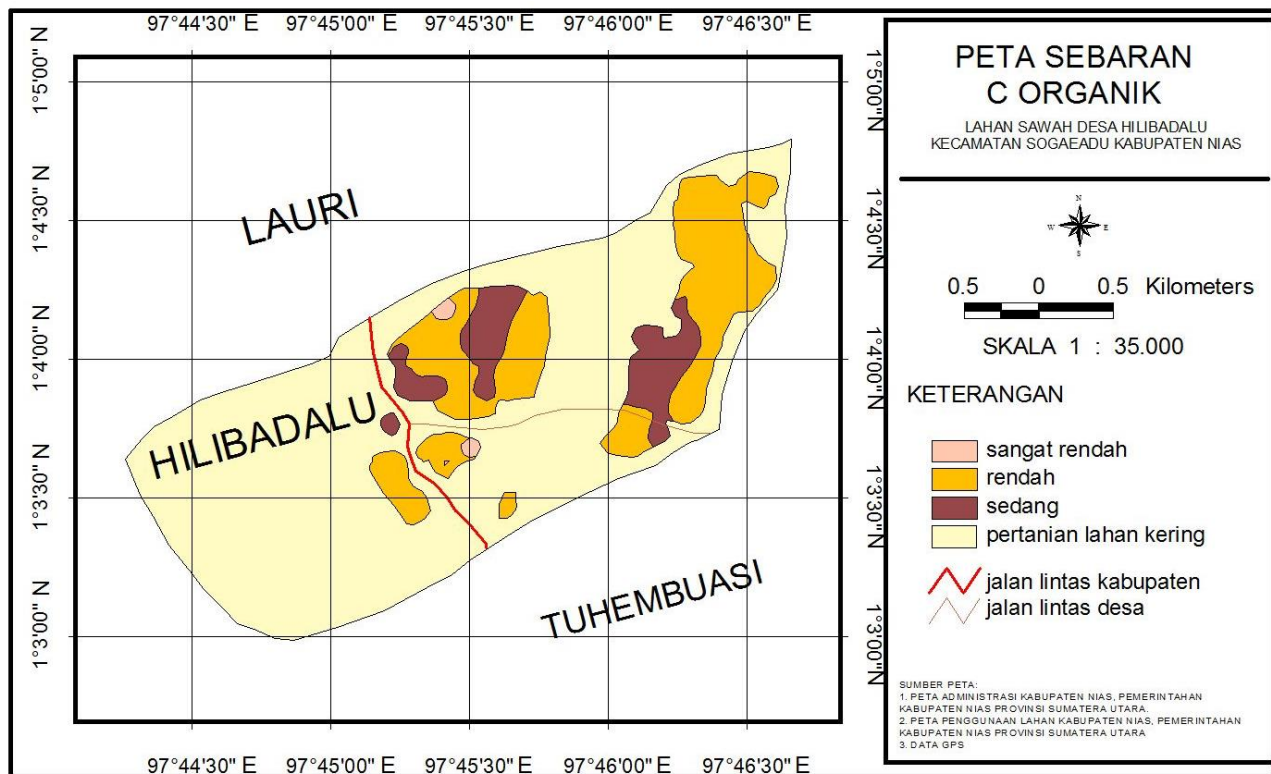 97°44'30" E 97°45'00" E 97°45'30" E 97°46'00" E 97°46'30" E
1°5'00" N
1°4'30" N
1°4'00" N
1°3'30" N
1°3'00" N
LAURI
HILIBADALU
TUHEMBUASI
1°5'00"N
1°4'30"N
1°4'00"N
1°3'30"N
1°3'00"N
97°44'30" E 97°45'00" E 97°45'30" E 97°46'00" E 97°46'30" E
PETA SEBARAN
C ORGANIK
LAHAN SAWAH DESA HILIBADALU
KECAMATAN SOGAEADU KABUPATEN NIAS
N
W E
S
0.5 0 0.5 Kilometers
SKALA 1 : 35.000
KETERANGAN
sangat rendah
rendah
sedang
pertanian lahan kering
jalan lintas kabupaten
jalan lintas desa
SUMBER PETA:
1. PETA ADMINISTRASI KABUPATEN NIAS, PEMERINTAHAN
KABUPATEN NIAS PROVINSI SUMATERA UTARA.
2. PETA PENGGUNAAN LAHAN KABUPATEN NIAS, PEMERINTAHAN
KABUPATEN NIAS PROVINSI SUMATERA UTARA
3. DATA GPS